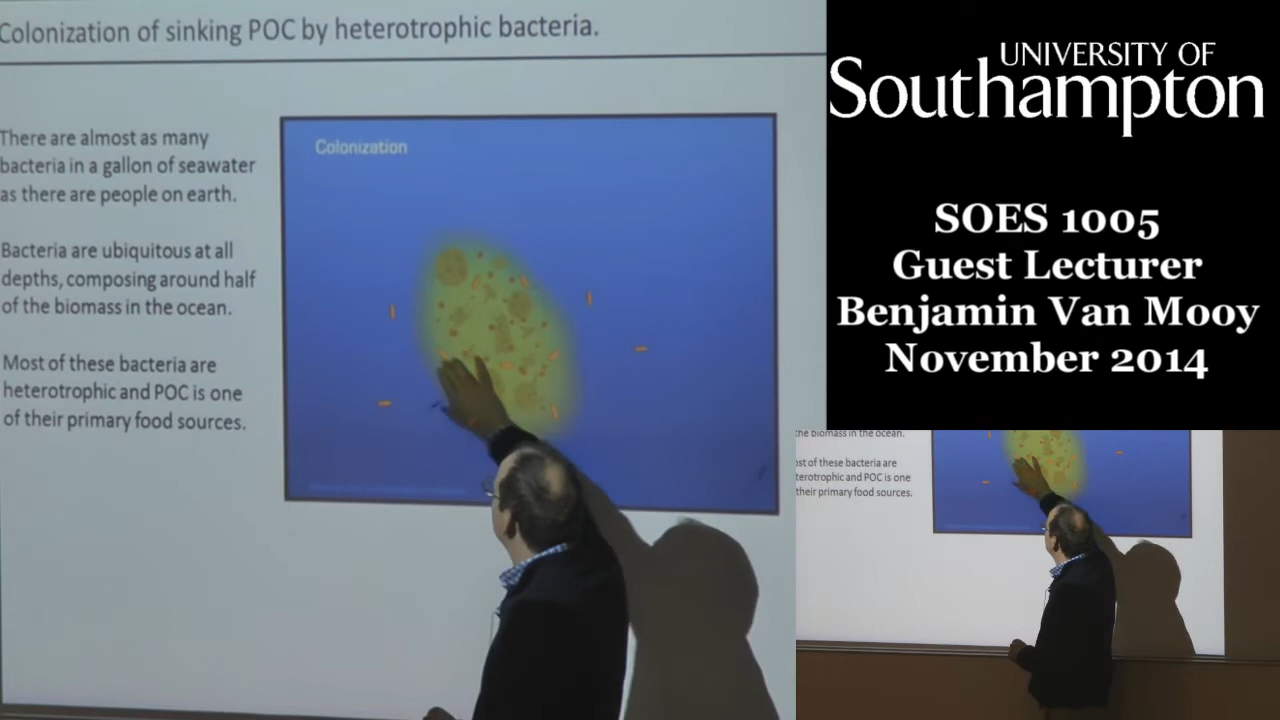 Colonization of sinking POC by heterotrophic bacteria.
There are almost as many
bacteria in a gallon of seawater
as there are people on earth.
Bacteria are ubiquitous at all
depths, composing around half
of the biomass in the ocean.
Most of these bacteria are
heterotrophic and POC is one
of their primary food sources.
Colonization
UNIVERSITY OF
Southampton
SOES 1005
Guest Lecturer
Benjamin Van Mooy
November 2014
the biomass in the ocean.
ost of these bacteria are
terotrophic and POC is one
their primary food sources.